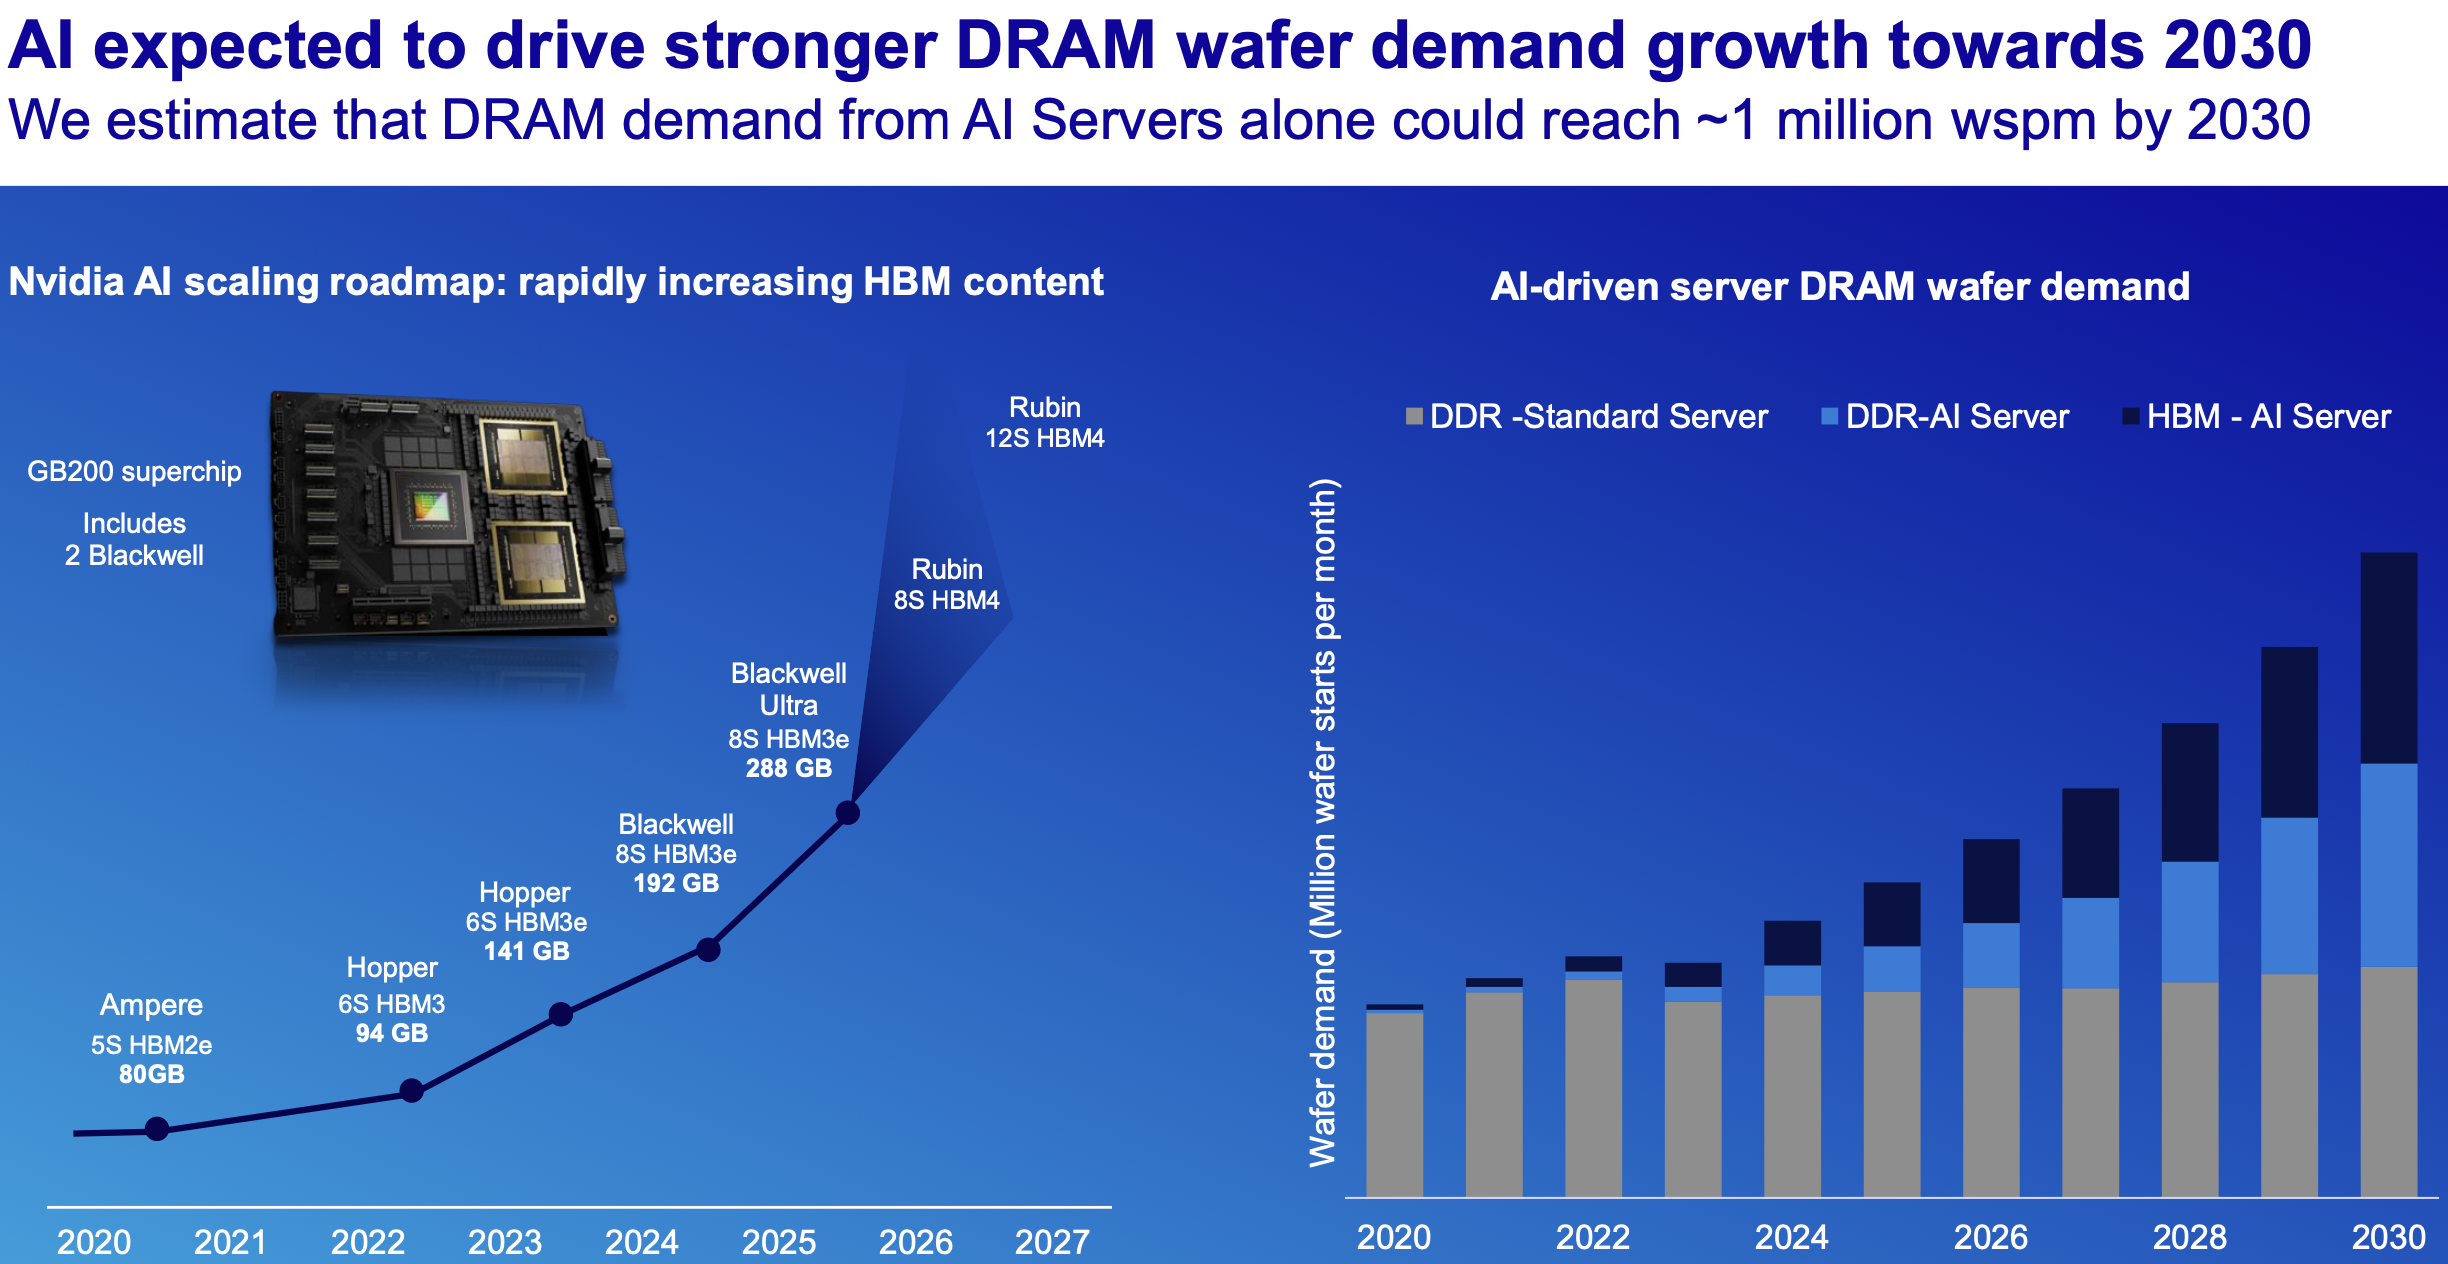 AI expected to drive stronger DRAM wafer demand growth towards 2030
We estimate that DRAM demand from AI Servers alone could reach ~1 million wspm by 2030
Nvidia AI scaling roadmap: rapidly increasing HBM content
GB200 superchip
Includes
2 Blackwell
Ampere
5S HBM2e
80GB
Hopper
6S HBM3
94 GB
Hopper
6S HBM3e
141 GB
Blackwell
8S HBM3e
192 GB
Blackwell
Ultra
8S HBM3e
288 GB
Rubin
8S HBM4
Rubin
12S HBM4
2020 2021 2022 2023 2024 2025 2026 2027
AI-driven server DRAM wafer demand
DDR -Standard Server DDR-AI Server HBM - AI Server
Wafer demand (Million wafer starts per month)
2020 2022 2024 2026 2028 2030